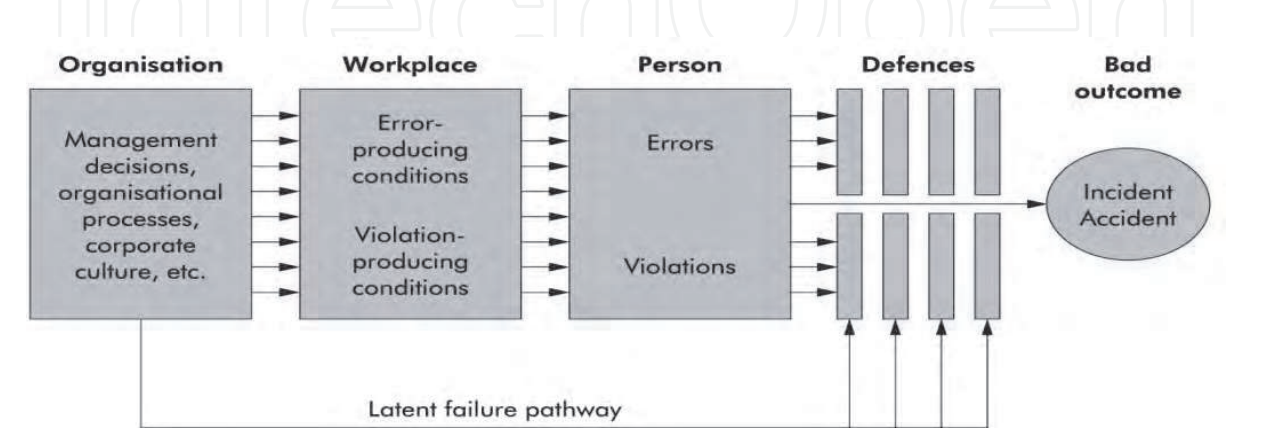 Organisation
Workplace
Person
Defences
Bad
outcome
Management
decisions,
organisational
processes,
corporate
culture, etc.
Error-
producing
conditions
Violation-
producing
conditions
Errors
Violations
Incident
Accident
Latent failure pathway